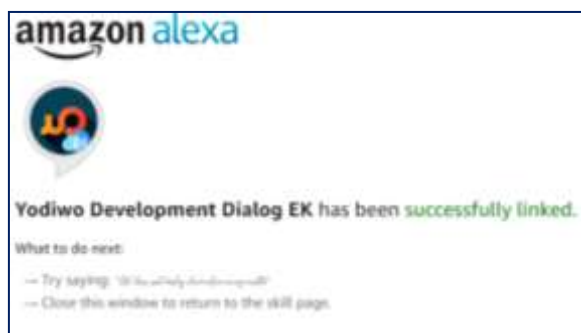 amazon alexa
Yodiwo Development Dialog EK has been successfully linked.
What to do next:
— Try saying:
— Close this window to return to the skill page.